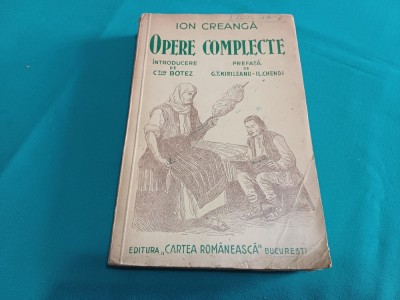 ION CREANGĂ
OPERE COMPLECTE
INTRODUCERE PREFAȚĂ
DE DE
C-TIN BOTEZ G.T.KIRILEANU-IL.CHENDI
EDITURA „CARTEA ROMÂNEASCĂ" BUCUREȘTI